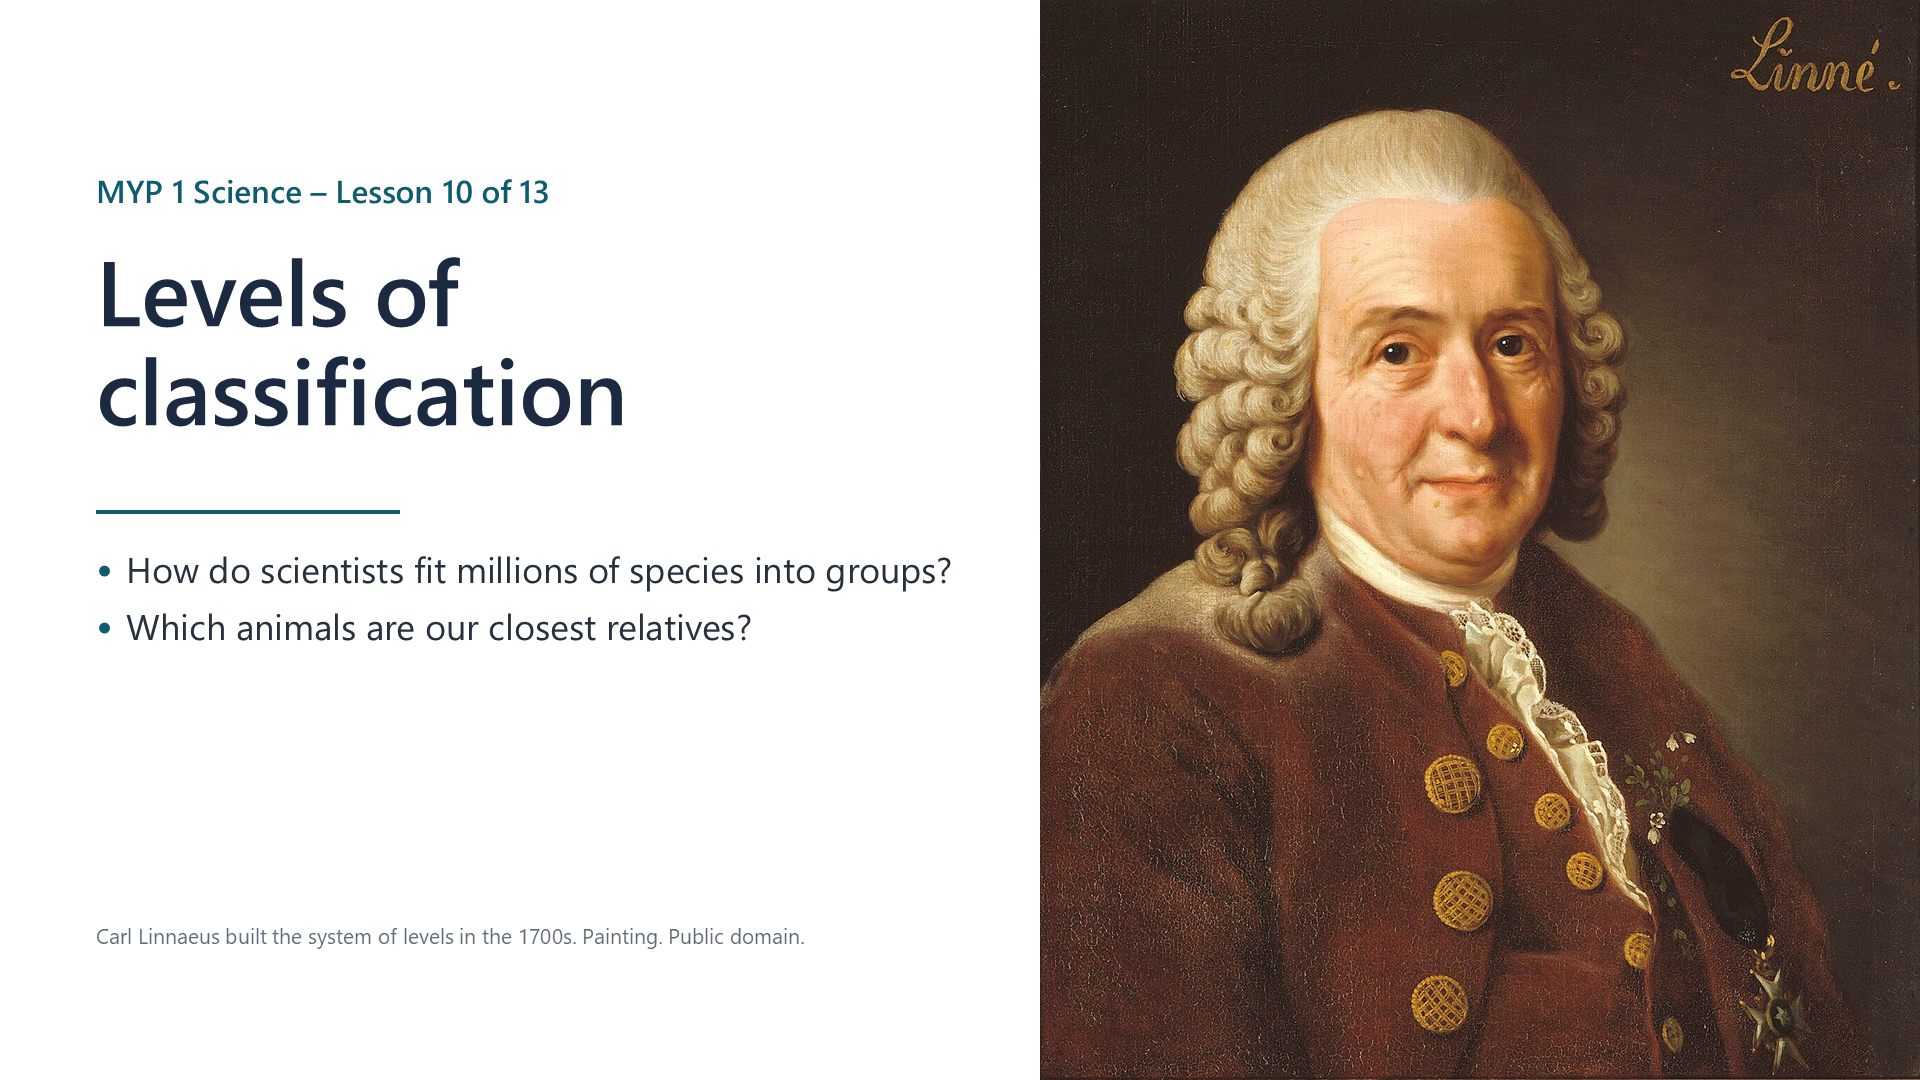 MYP 1 Science – Lesson 10 of 13
Levels of
classification
• How do scientists fit millions of species into groups?
• Which animals are our closest relatives?
Carl Linnaeus built the system of levels in the 1700s. Painting. Public domain.
Linné.